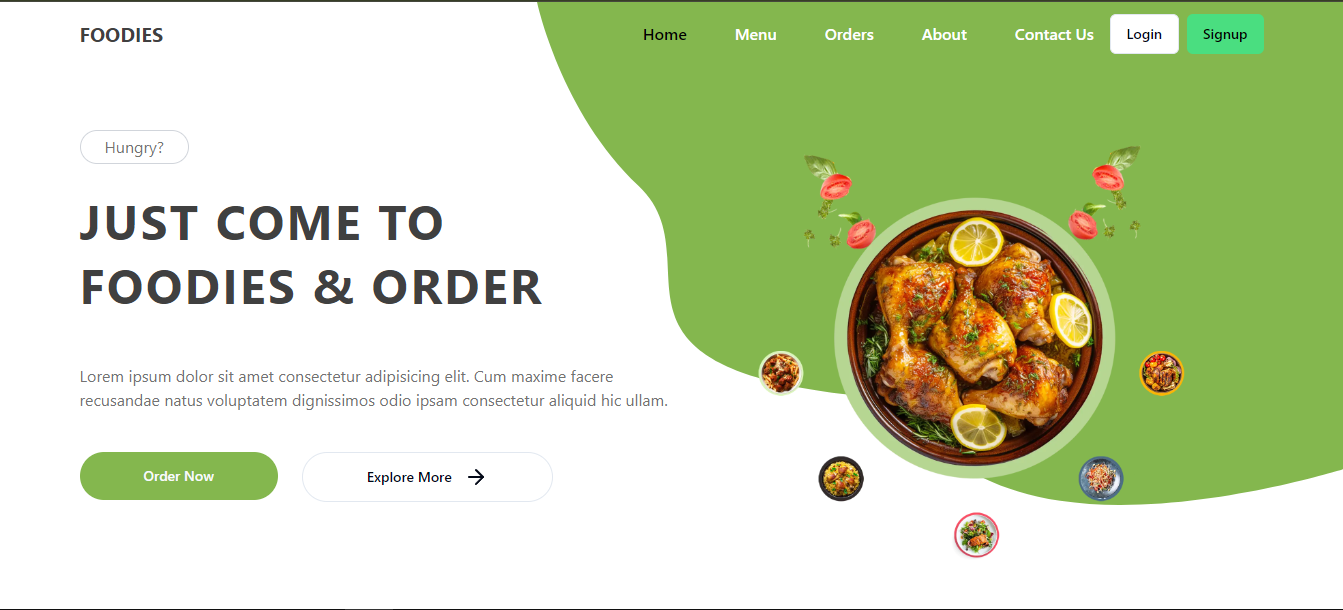 FOODIES
Home
Menu
Orders
About
Contact Us
Login
Signup
Hungry?
JUST COME TO
FOODIES & ORDER
Lorem ipsum dolor sit amet consectetur adipisicing elit. Cum maxime facere
recusandae natus voluptatem dignissimos odio ipsam consectetur aliquid hic ullam.
Order Now
Explore More